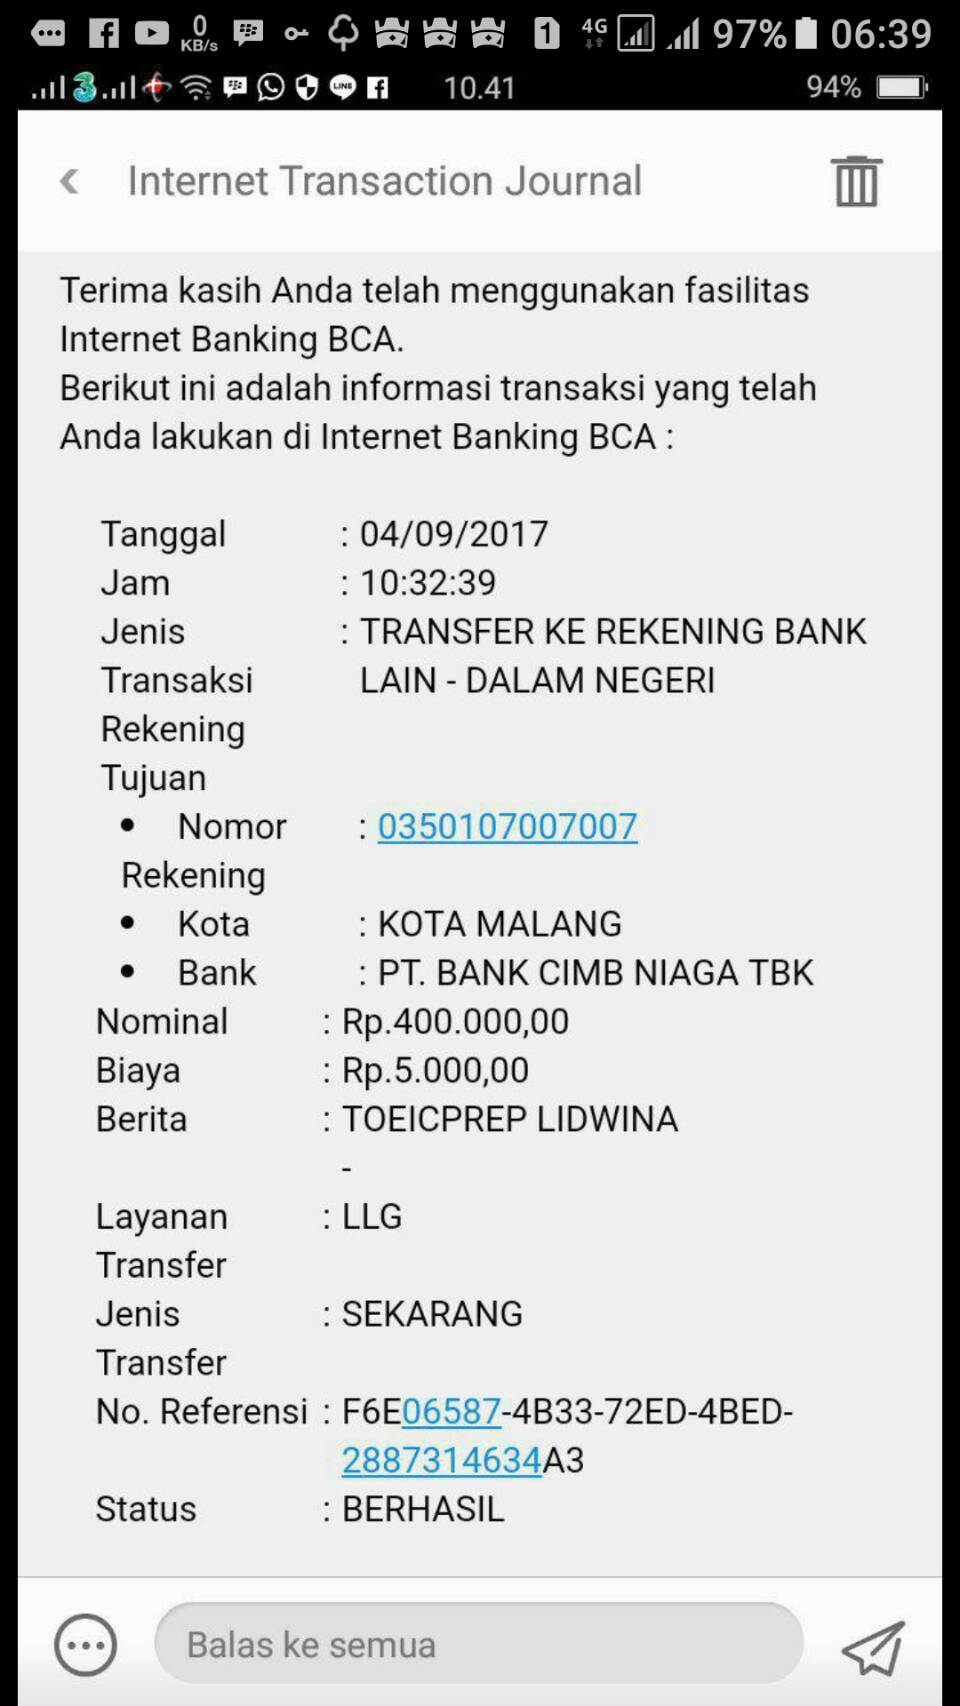 0 KB/s 1 4G 97% 06:39
3 LINE 10.41 94%
Internet Transaction Journal
Terima kasih Anda telah menggunakan fasilitas
Internet Banking BCA.
Berikut ini adalah informasi transaksi yang telah
Anda lakukan di Internet Banking BCA :
Tanggal : 04/09/2017
Jam : 10:32:39
Jenis : TRANSFER KE REKENING BANK
Transaksi LAIN - DALAM NEGERI
Rekening
Tujuan
• Nomor : 0350107007007
Rekening
• Kota : KOTA MALANG
• Bank : PT. BANK CIMB NIAGA TBK
Nominal : Rp.400.000,00
Biaya : Rp.5.000,00
Berita : TOEICPREP LIDWINA
-
Layanan : LLG
Transfer
Jenis : SEKARANG
Transfer
No. Referensi : F6E06587-4B33-72ED-4BED-
2887314634A3
Status : BERHASIL
Balas ke semua